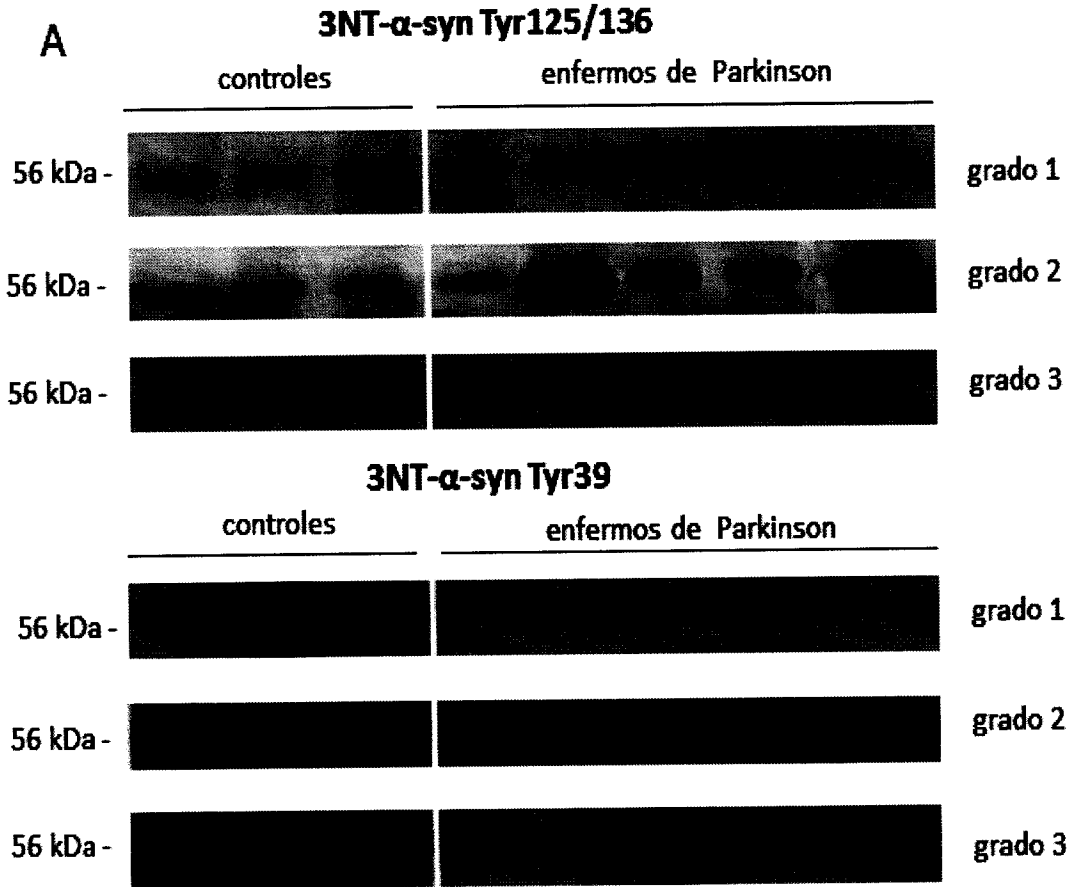 A
3NT-α-syn Tyr125/136
controles enfermos de Parkinson
56 kDa - grado 1
56 kDa - grado 2
56 kDa - grado 3
3NT-α-syn Tyr39
controles enfermos de Parkinson
56 kDa - grado 1
56 kDa - grado 2
56 kDa - grado 3